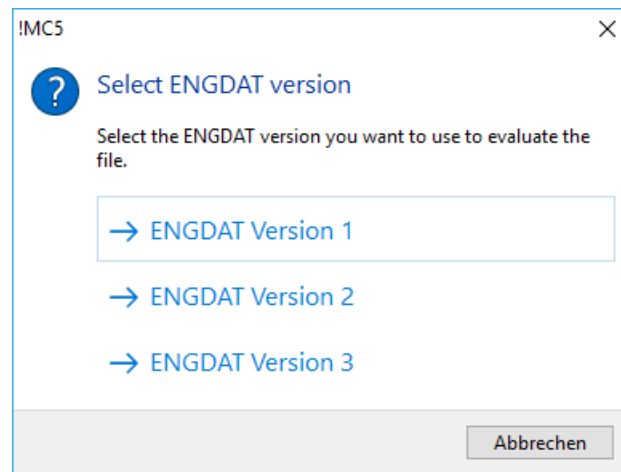 !MC5
Select ENGDAT version
Select the ENGDAT version you want to use to evaluate the
file.
ENGDAT Version 1
ENGDAT Version 2
ENGDAT Version 3
Abbrechen